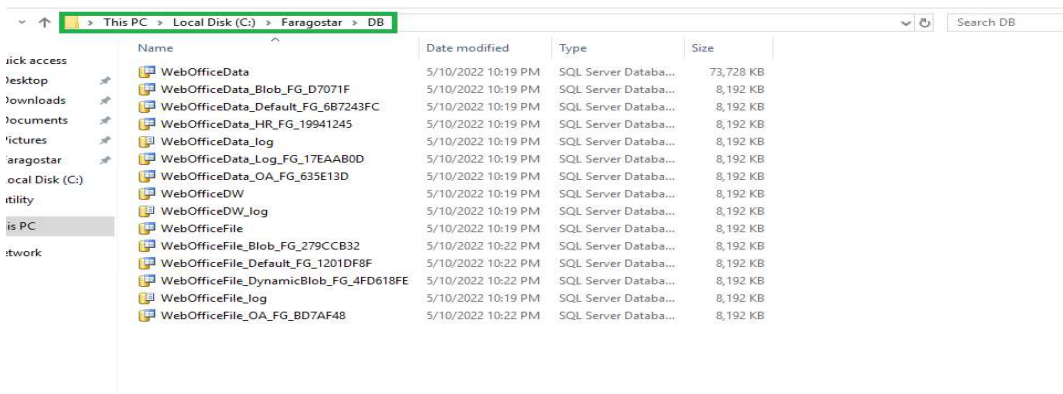 This PC > Local Disk (C:) > Faragostar > DB Search DB
Name Date modified Type Size
uick access
Desktop
Downloads
Documents
Pictures
Faragostar
Local Disk (C:)
utility
his PC
etwork
WebOfficeData 5/10/2022 10:19 PM SQL Server Databa... 73,728 KB
WebOfficeData_Blob_FG_D7071F 5/10/2022 10:19 PM SQL Server Databa... 8,192 KB
WebOfficeData_Default_FG_6B7243FC 5/10/2022 10:19 PM SQL Server Databa... 8,192 KB
WebOfficeData_HR_FG_19941245 5/10/2022 10:19 PM SQL Server Databa... 8,192 KB
WebOfficeData_log 5/10/2022 10:19 PM SQL Server Databa... 8,192 KB
WebOfficeData_Log_FG_17EAAB0D 5/10/2022 10:19 PM SQL Server Databa... 8,192 KB
WebOfficeData_OA_FG_635E13D 5/10/2022 10:19 PM SQL Server Databa... 8,192 KB
WebOfficeDW 5/10/2022 10:19 PM SQL Server Databa... 8,192 KB
WebOfficeDW_log 5/10/2022 10:19 PM SQL Server Databa... 8,192 KB
WebOfficeFile 5/10/2022 10:19 PM SQL Server Databa... 8,192 KB
WebOfficeFile_Blob_FG_279CCB32 5/10/2022 10:22 PM SQL Server Databa... 8,192 KB
WebOfficeFile_Default_FG_1201DF8F 5/10/2022 10:22 PM SQL Server Databa... 8,192 KB
WebOfficeFile_DynamicBlob_FG_4FD618FE 5/10/2022 10:22 PM SQL Server Databa... 8,192 KB
WebOfficeFile_log 5/10/2022 10:19 PM SQL Server Databa... 8,192 KB
WebOfficeFile_OA_FG_BD7AF48 5/10/2022 10:22 PM SQL Server Databa... 8,192 KB